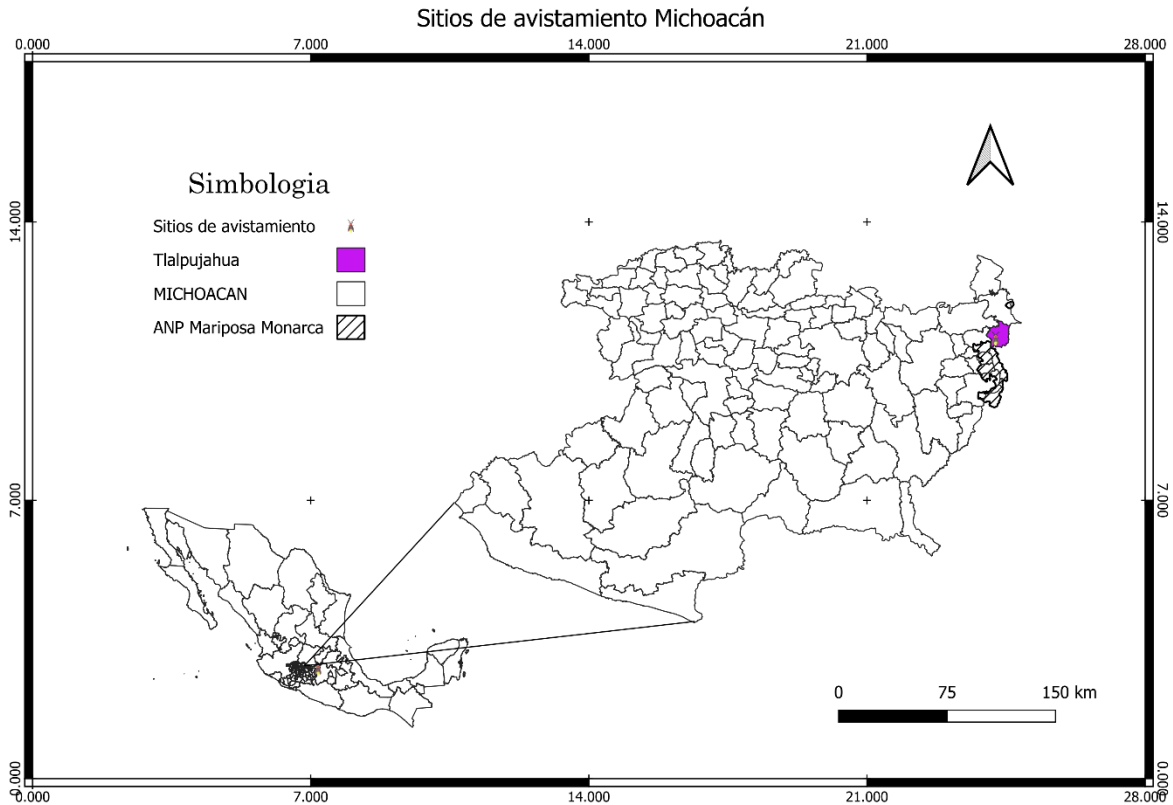 Sitios de avistamiento Michoacán
0.000 7.000 14.000 21.000 28.000
Simbologia
Sitios de avistamiento
Tlalpujahua
MICHOACAN
ANP Mariposa Monarca
14.000 14.000
7.000 7.000
0 75 150 km
0.000 0.000
0.000 7.000 14.000 21.000 28.000